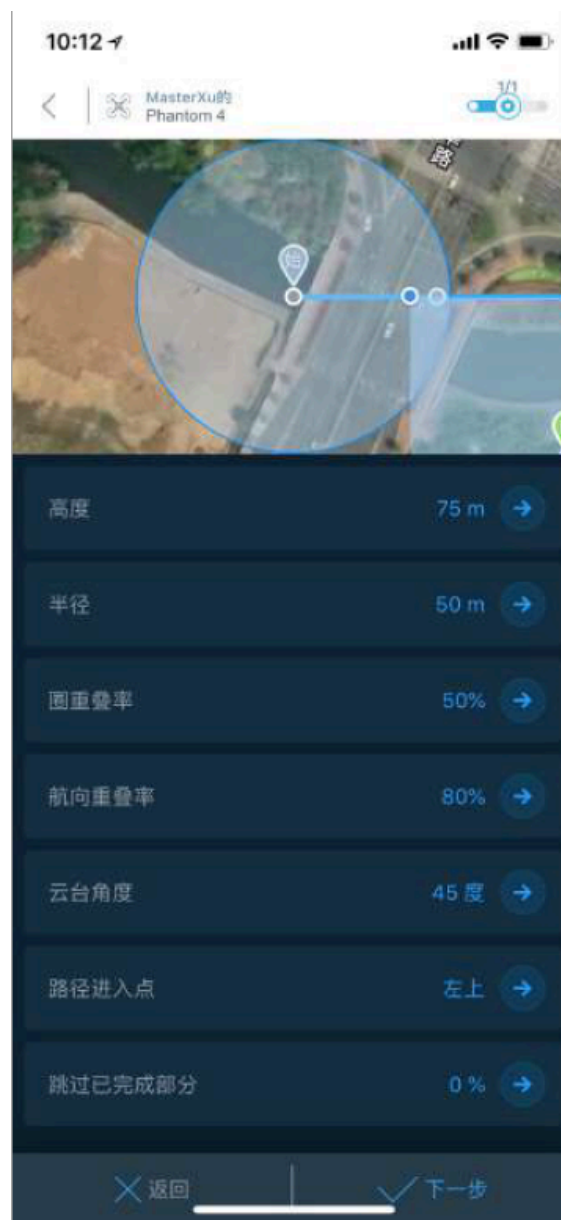 10:12
1/1
MasterXu的
Phantom 4
路
始
高度 75 m
半径 50 m
圈重叠率 50%
航向重叠率 80%
云台角度 45 度
路径进入点 左上
跳过已完成部分 0 %
返回 下一步